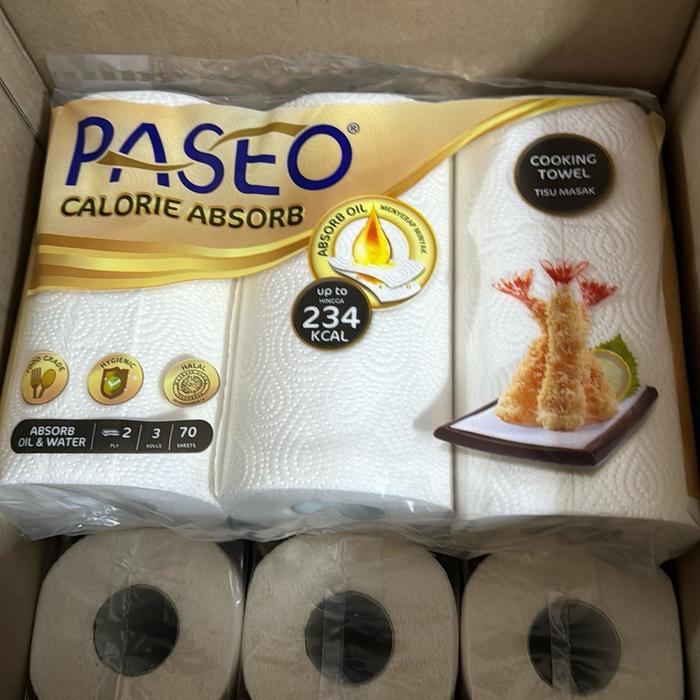 PASEO®
CALORIE ABSORB
COOKING
TOWEL
TISU MASAK
ABSORB OIL
MENYERAP MINYAK
up to
HINGGA
234
KCAL
FOOD GRADE
HYGIENIC
HALAL
ABSORB
OIL & WATER
2
PLY
3
ROLLS
70
SHEETS